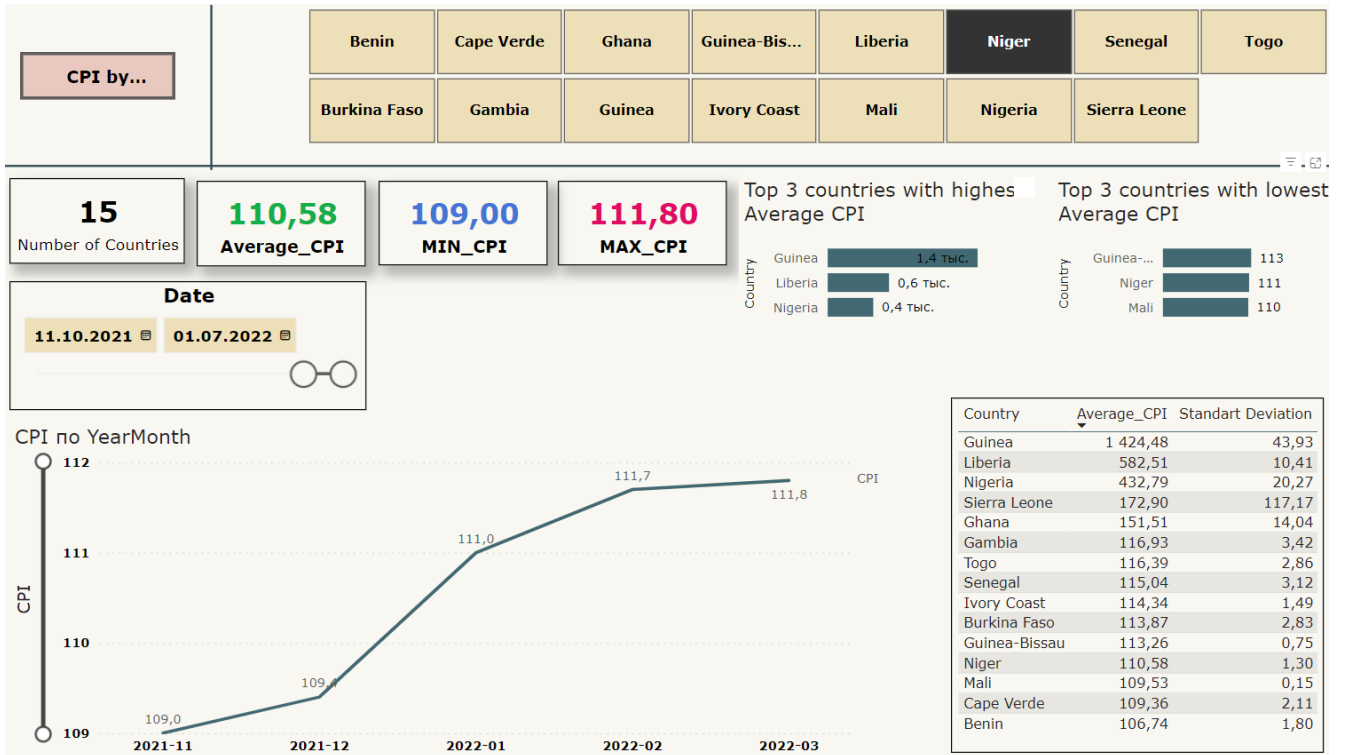 CPI by...
Benin
Cape Verde
Ghana
Guinea-Bis...
Liberia
Niger
Senegal
Togo
Burkina Faso
Gambia
Guinea
Ivory Coast
Mali
Nigeria
Sierra Leone
15
Number of Countries
110,58
Average_CPI
109,00
MIN_CPI
111,80
MAX_CPI
Top 3 countries with highes
Average CPI
Country
Guinea 1,4 тыс.
Liberia 0,6 тыс.
Nigeria 0,4 тыс.
Top 3 countries with lowest
Average CPI
Country
Guinea-... 113
Niger 111
Mali 110
Date
11.10.2021 01.07.2022
CPI по YearMonth
CPI
112
111
110
109
109,0
109,4
111,0
111,7
111,8
CPI
2021-11 2021-12 2022-01 2022-02 2022-03
Country Average_CPI Standart Deviation
Guinea 1 424,48 43,93
Liberia 582,51 10,41
Nigeria 432,79 20,27
Sierra Leone 172,90 117,17
Ghana 151,51 14,04
Gambia 116,93 3,42
Togo 116,39 2,86
Senegal 115,04 3,12
Ivory Coast 114,34 1,49
Burkina Faso 113,87 2,83
Guinea-Bissau 113,26 0,75
Niger 110,58 1,30
Mali 109,53 0,15
Cape Verde 109,36 2,11
Benin 106,74 1,80